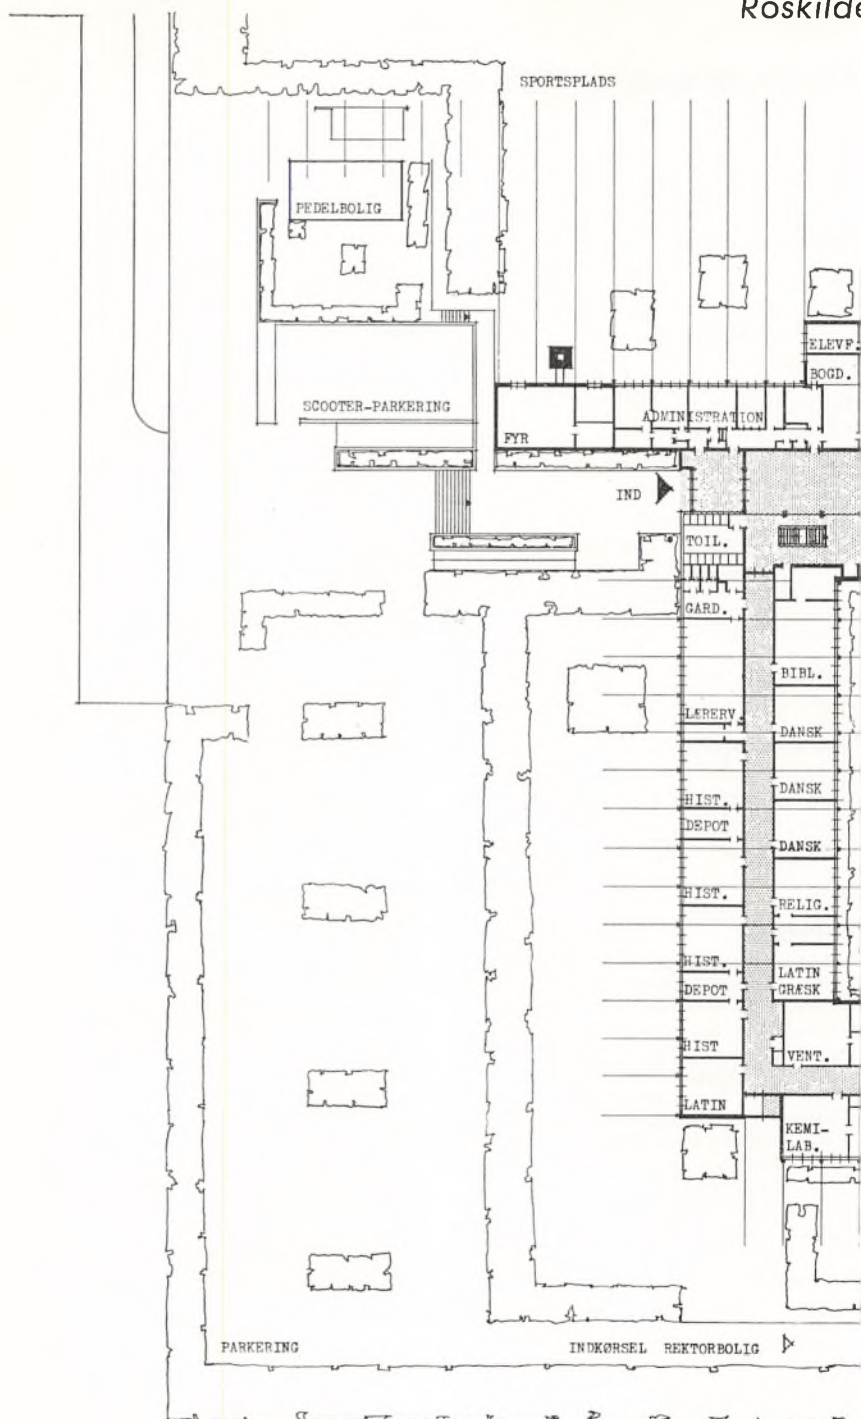 Roskilde
SPORTSPLADS
PEDELBOLIG
ELEVF.
BOGD.
SCOOTER-PARKERING
ADMINISTRATION
FYR
IND
TOIL.
GARD.
BIBL.
LÆRERV.
DANSK
DANSK
HIST.
DEPOT
DANSK
HIST.
RELIG.
HIST.
LATIN
DEPOT
GRÆSK
HIST
VENT.
LATIN
KEMI-
LAB.
PARKERING
INDKØRSEL REKTORBOLIG